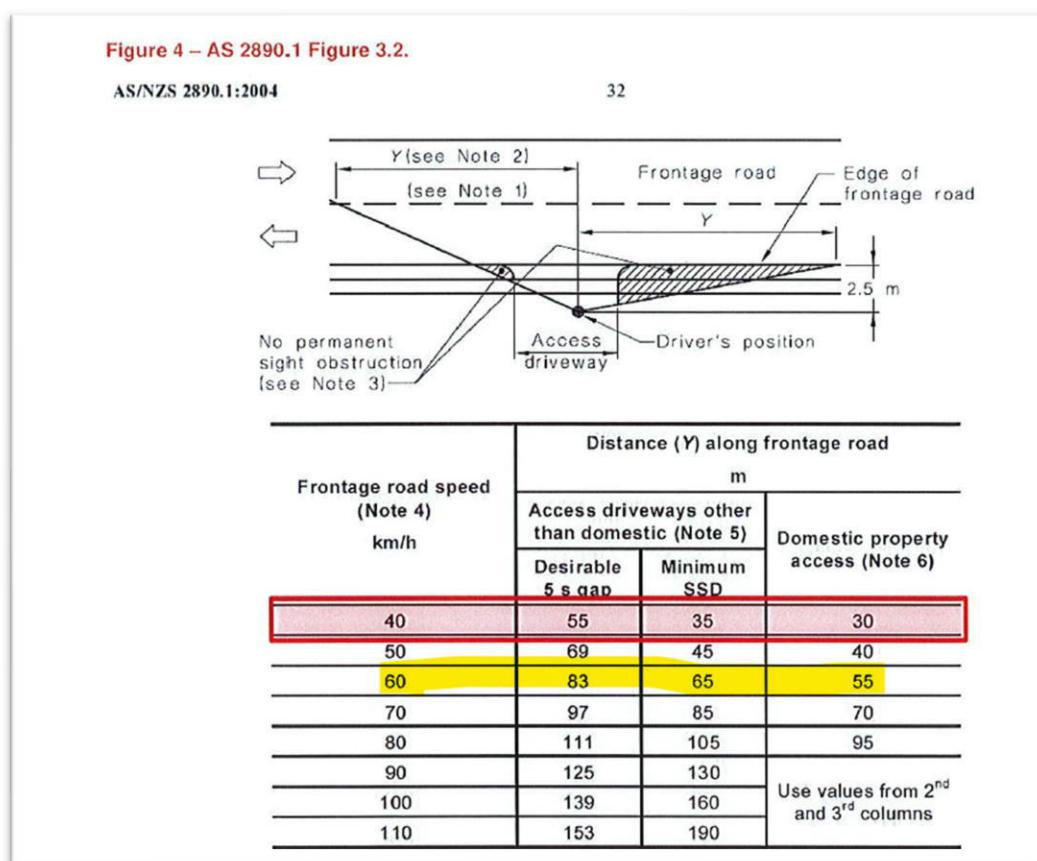 Figure 4 – AS 2890.1 Figure 3.2.
AS/NZS 2890.1:2004 32
Y(see Note 2)
(see Note 1)
Frontage road
Edge of
frontage road
Y
2.5 m
No permanent
sight obstruction
(see Note 3)
Access
driveway
Driver's position
Frontage road speed
(Note 4)
km/h
Distance (Y) along frontage road
m
Access driveways other
than domestic (Note 5)
Domestic property
access (Note 6)
Desirable
5 s gap
Minimum
SSD
40 55 35 30
50 69 45 40
60 83 65 55
70 97 85 70
80 111 105 95
90 125 130
100 139 160
110 153 190
Use values from 2nd
and 3rd columns